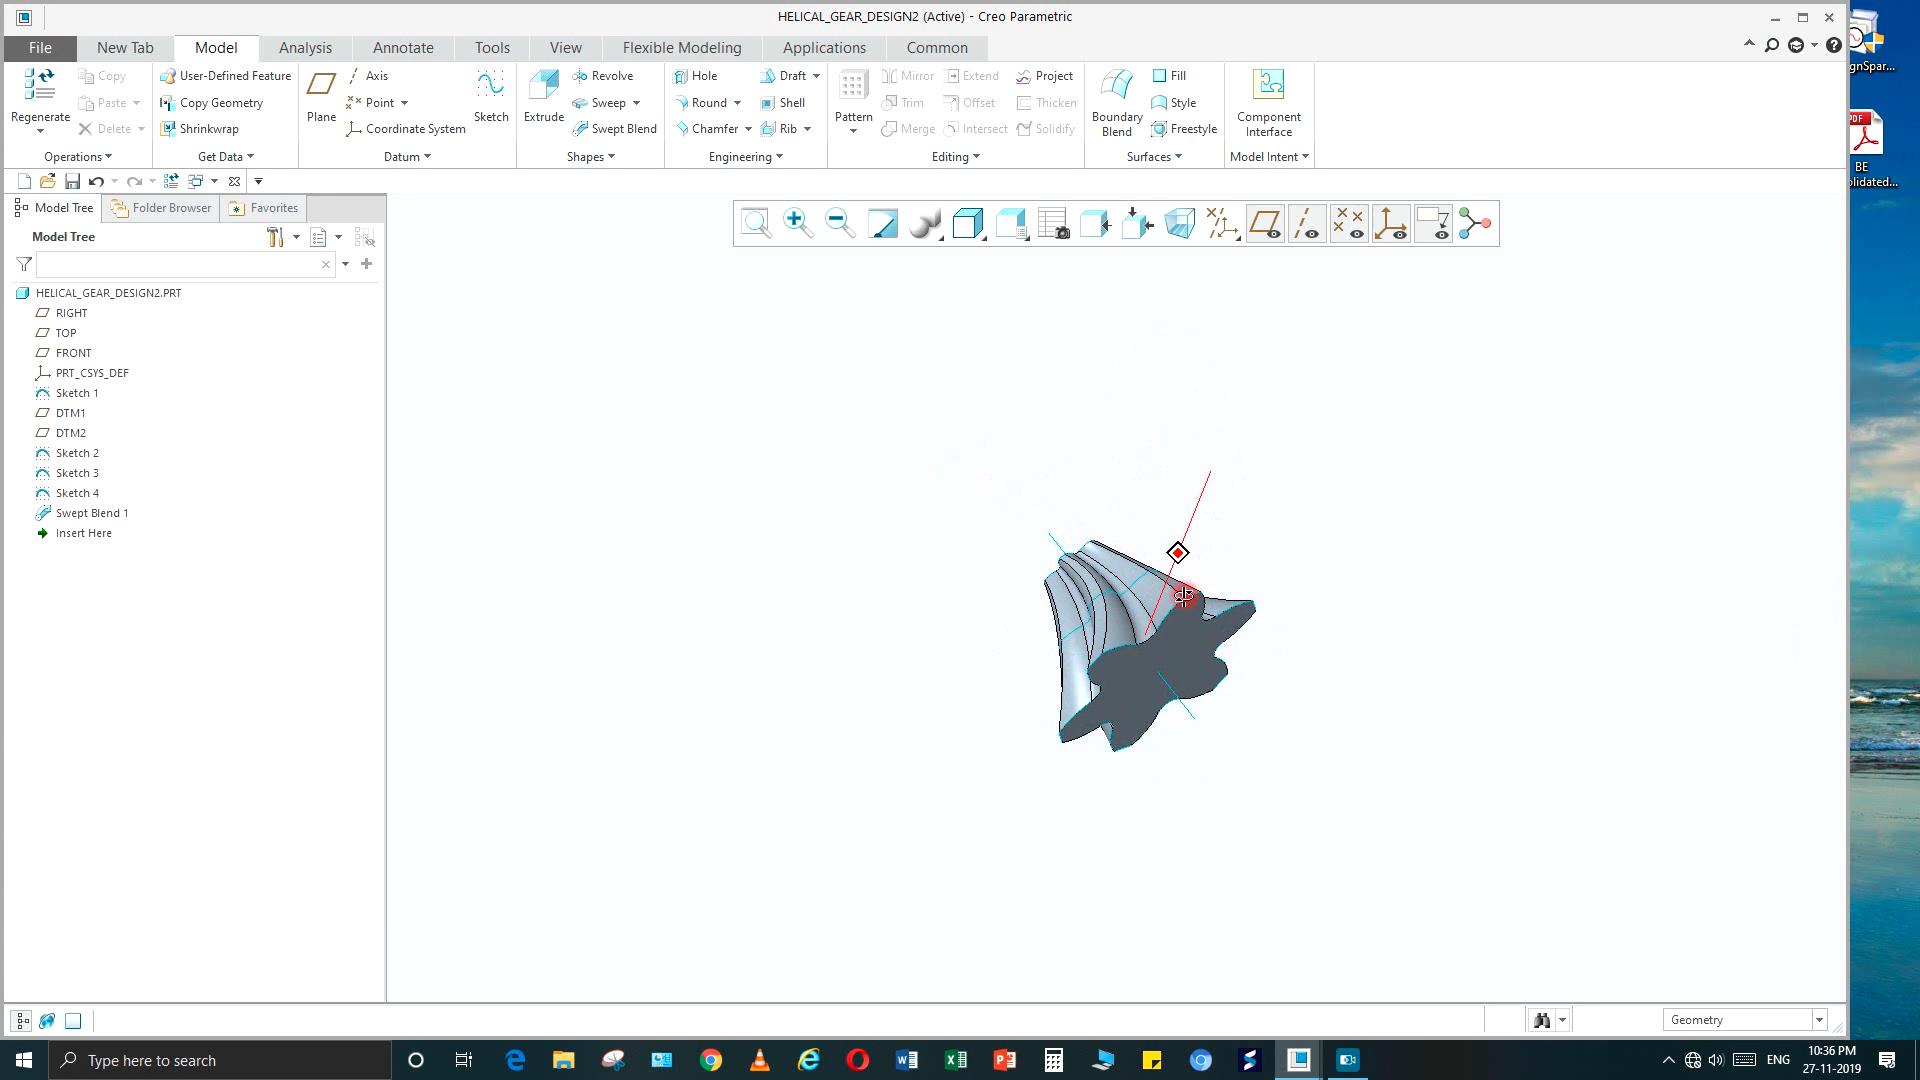 HELICAL_GEAR_DESIGN2 (Active) - Creo Parametric
File
New Tab
Model
Analysis
Annotate
Tools
View
Flexible Modeling
Applications
Common
Regenerate
Copy
Paste
Delete
Operations
User-Defined Feature
Copy Geometry
Shrinkwrap
Get Data
Plane
Axis
Point
Coordinate System
Sketch
Datum
Extrude
Revolve
Sweep
Swept Blend
Shapes
Hole
Round
Chamfer
Draft
Shell
Rib
Engineering
Pattern
Mirror
Trim
Merge
Extend
Offset
Intersect
Project
Thicken
Solidify
Editing
Boundary
Blend
Fill
Style
Freestyle
Surfaces
Component
Interface
Model Intent
Model Tree
Folder Browser
Favorites
Model Tree
HELICAL_GEAR_DESIGN2.PRT
RIGHT
TOP
FRONT
PRT_CSYS_DEF
Sketch 1
DTM1
DTM2
Sketch 2
Sketch 3
Sketch 4
Swept Blend 1
Insert Here
gnSpar...
PDF
BE
olidated...
Geometry
Type here to search
ENG
10:36 PM
27-11-2019